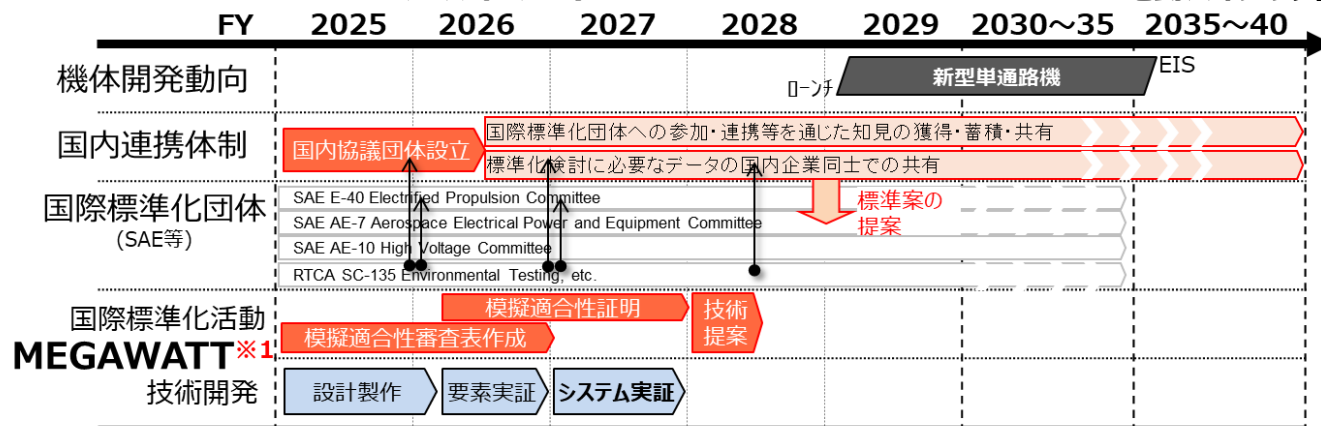 FY 2025 2026 2027 2028 2029 2030～35 2035～40
機体開発動向
ローンチ
新型単通路機
EIS
国内連携体制
国内協議団体設立
国際標準化団体への参加・連携等を通じた知見の獲得・蓄積・共有
標準化検討に必要なデータの国内企業同士での共有
国際標準化団体
(SAE等)
SAE E-40 Electrified Propulsion Committee
SAE AE-7 Aerospace Electrical Power and Equipment Committee
SAE AE-10 High Voltage Committee
RTCA SC-135 Environmental Testing, etc.
標準案の
提案
国際標準化活動
模擬適合性証明
模擬適合性審査表作成
技術
提案
MEGAWATT※1
技術開発
設計製作
要素実証
システム実証